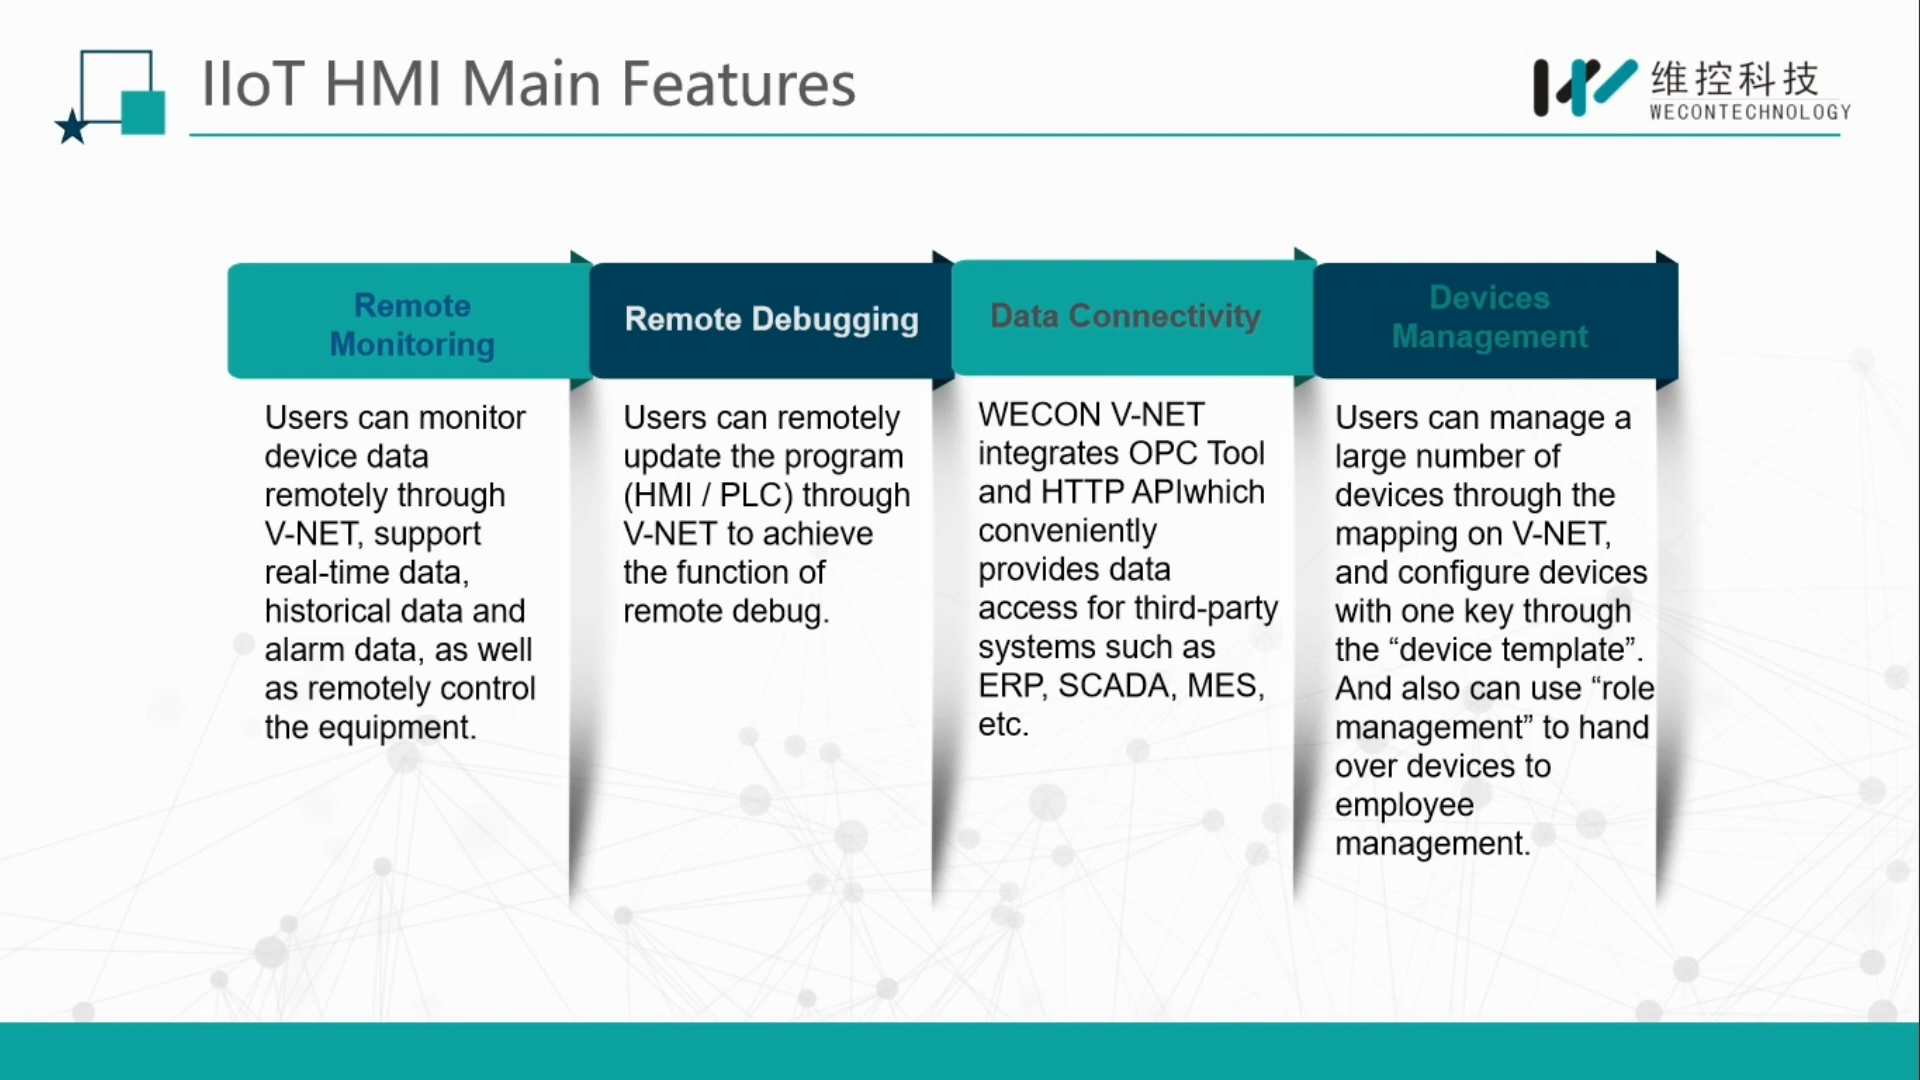 IIoT HMI Main Features
维控科技
WECONTECHNOLOGY
Remote
Monitoring
Users can monitor
device data
remotely through
V-NET, support
real-time data,
historical data and
alarm data, as well
as remotely control
the equipment.
Remote Debugging
Users can remotely
update the program
(HMI / PLC) through
V-NET to achieve
the function of
remote debug.
Data Connectivity
WECON V-NET
integrates OPC Tool
and HTTP APIwhich
conveniently
provides data
access for third-party
systems such as
ERP, SCADA, MES,
etc.
Devices
Management
Users can manage a
large number of
devices through the
mapping on V-NET,
and configure devices
with one key through
the “device template”.
And also can use “role
management” to hand
over devices to
employee
management.